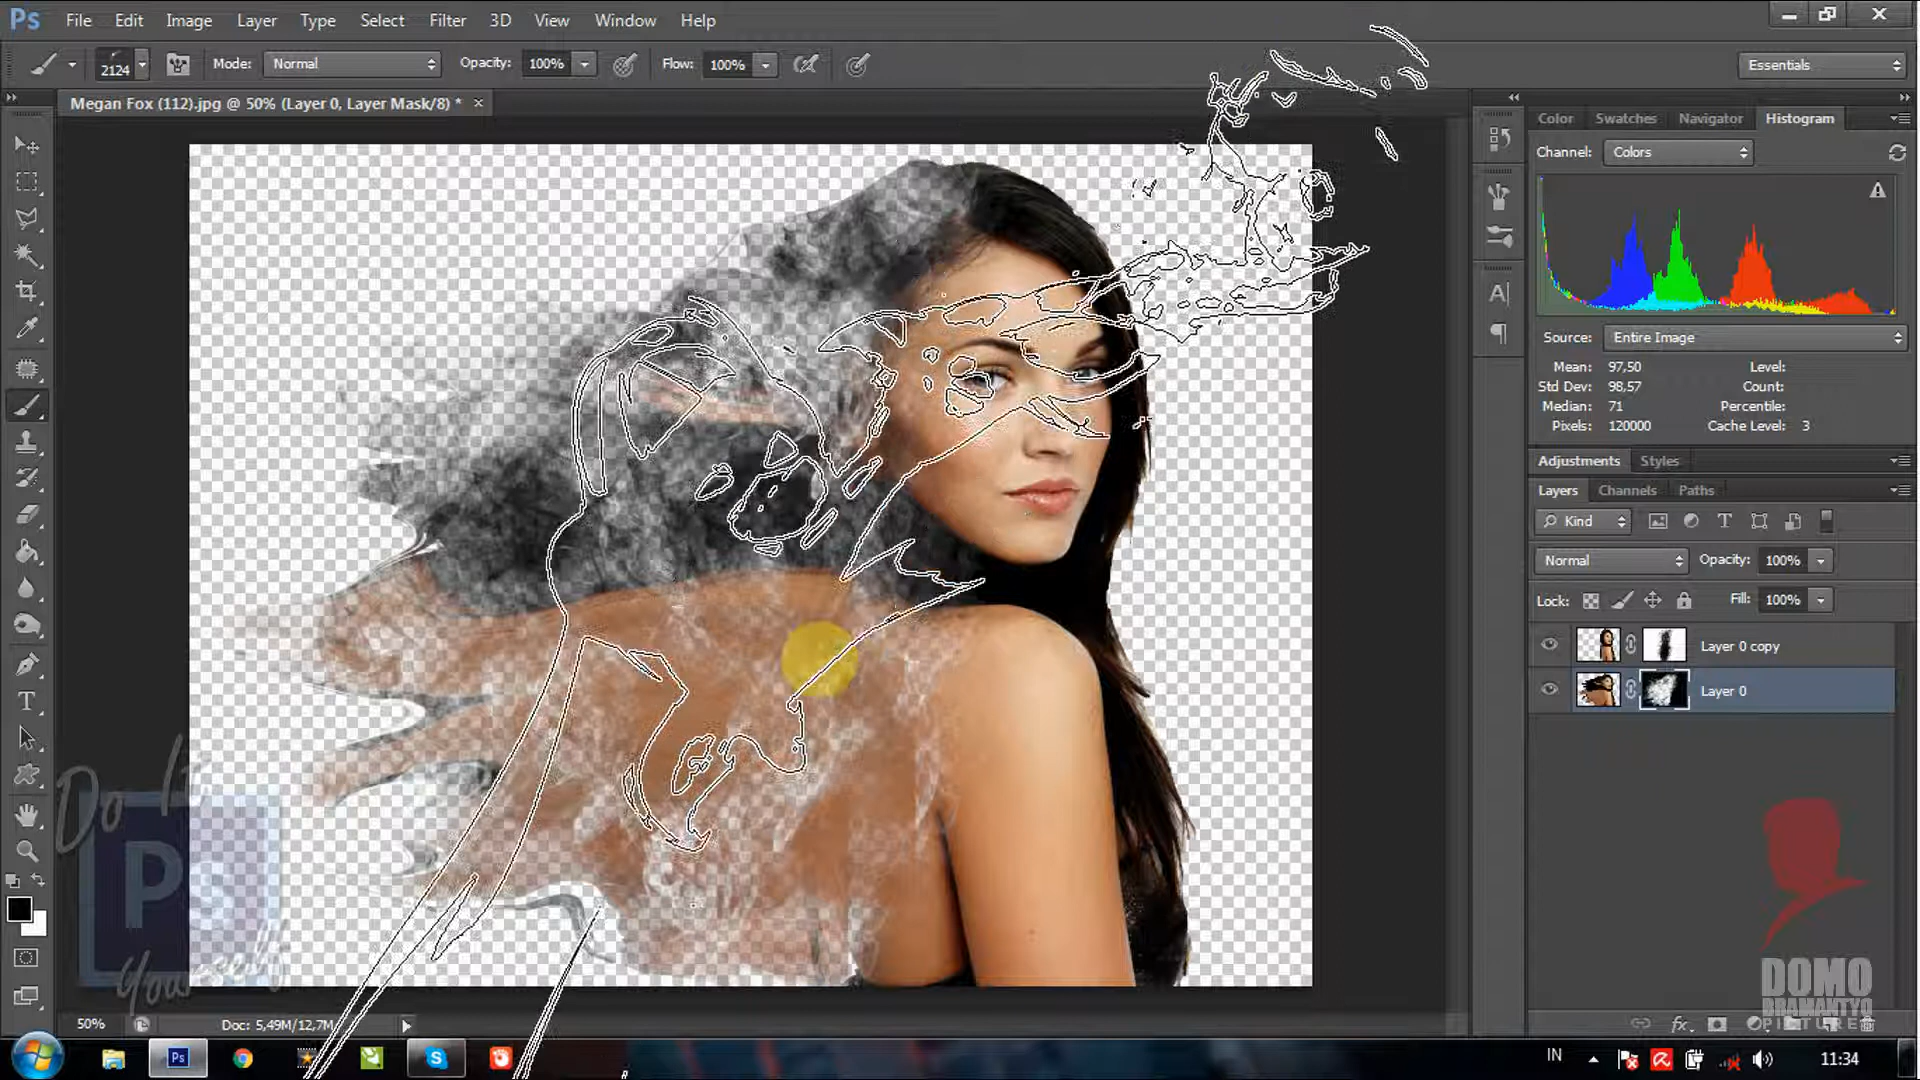 Ps File Edit Image Layer Type Select Filter 3D View Window Help
2124 Mode: Normal Opacity: 100% Flow: 100% Essentials
Megan Fox (112).jpg @ 50% (Layer 0, Layer Mask/8) *
Color Swatches Navigator Histogram
Channel: Colors
Source: Entire Image
Mean: 97,50 Level:
Std Dev: 98,57 Count:
Median: 71 Percentile:
Pixels: 120000 Cache Level: 3
Adjustments Styles
Layers Channels Paths
Kind
Normal Opacity: 100%
Lock: Fill: 100%
Layer 0 copy
Layer 0
Do It
Ps
Yourself
DOMO
BRAMANTYO
PICTURE
50% Doc: 5,49M/12,7M
Ps IN 11:34